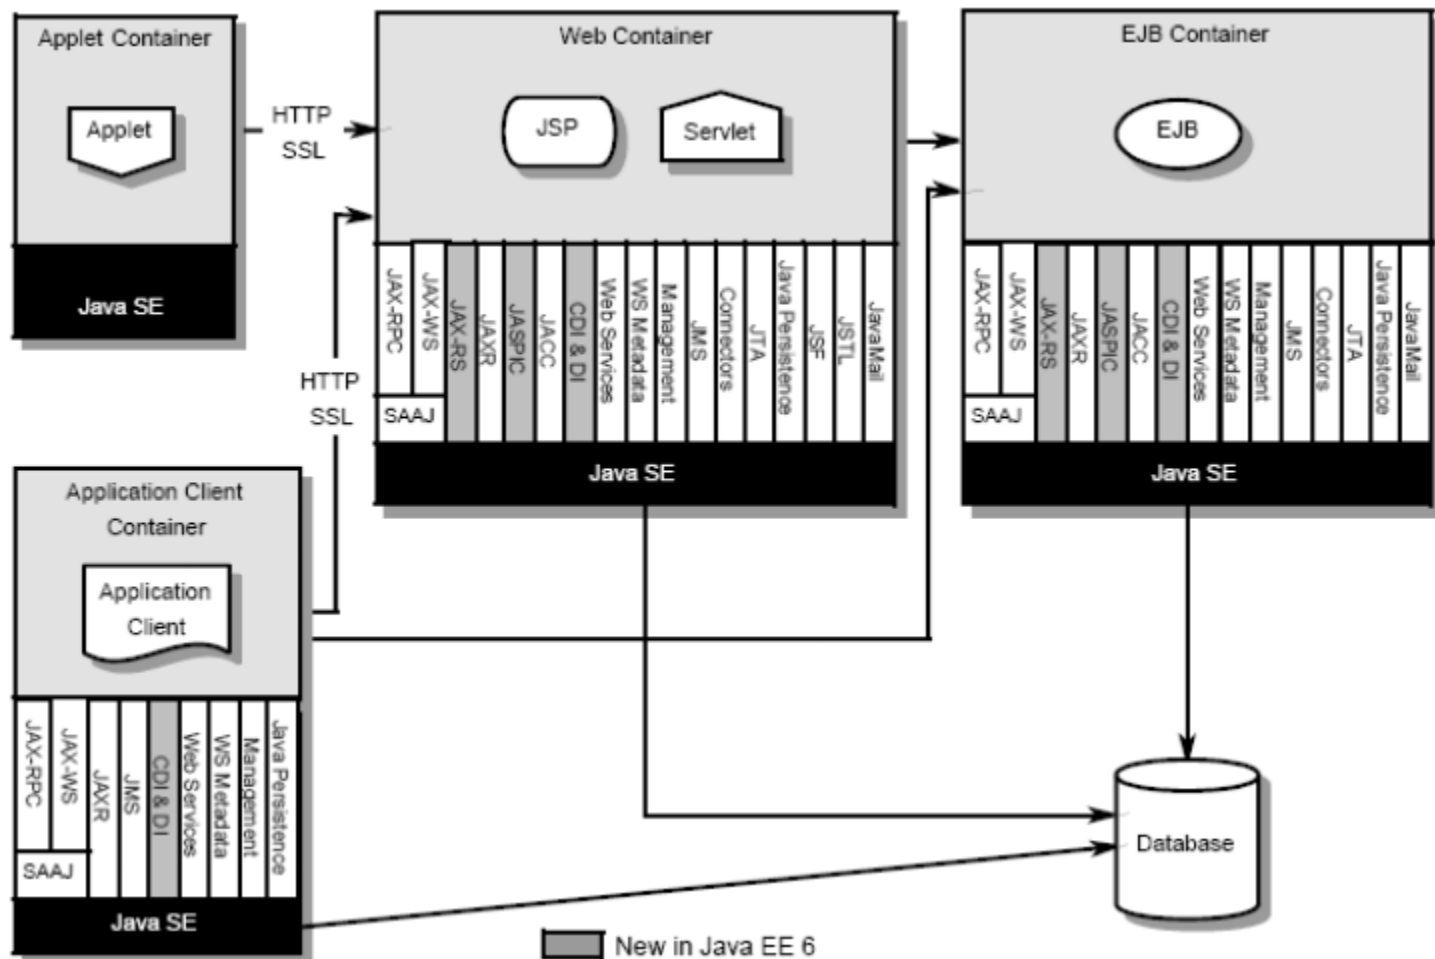 Applet Container
Applet
Java SE
HTTP
SSL
Web Container
JSP
Servlet
JAX-RPC
JAX-WS
SAAJ
JAX-RS
JAXR
JASPIC
JACC
CDI & DI
Web Services
WS Metadata
Management
JMS
Connectors
JTA
Java Persistence
JSF
JSTL
JavaMail
Java SE
EJB Container
EJB
JAX-RPC
JAX-WS
SAAJ
JAX-RS
JAXR
JASPIC
JACC
CDI & DI
Web Services
WS Metadata
Management
JMS
Connectors
JTA
Java Persistence
JavaMail
Java SE
HTTP
SSL
Application Client
Container
Application
Client
JAX-RPC
JAX-WS
SAAJ
JAXR
JMS
CDI & DI
Web Services
WS Metadata
Management
Java Persistence
Java SE
Database
New in Java EE 6